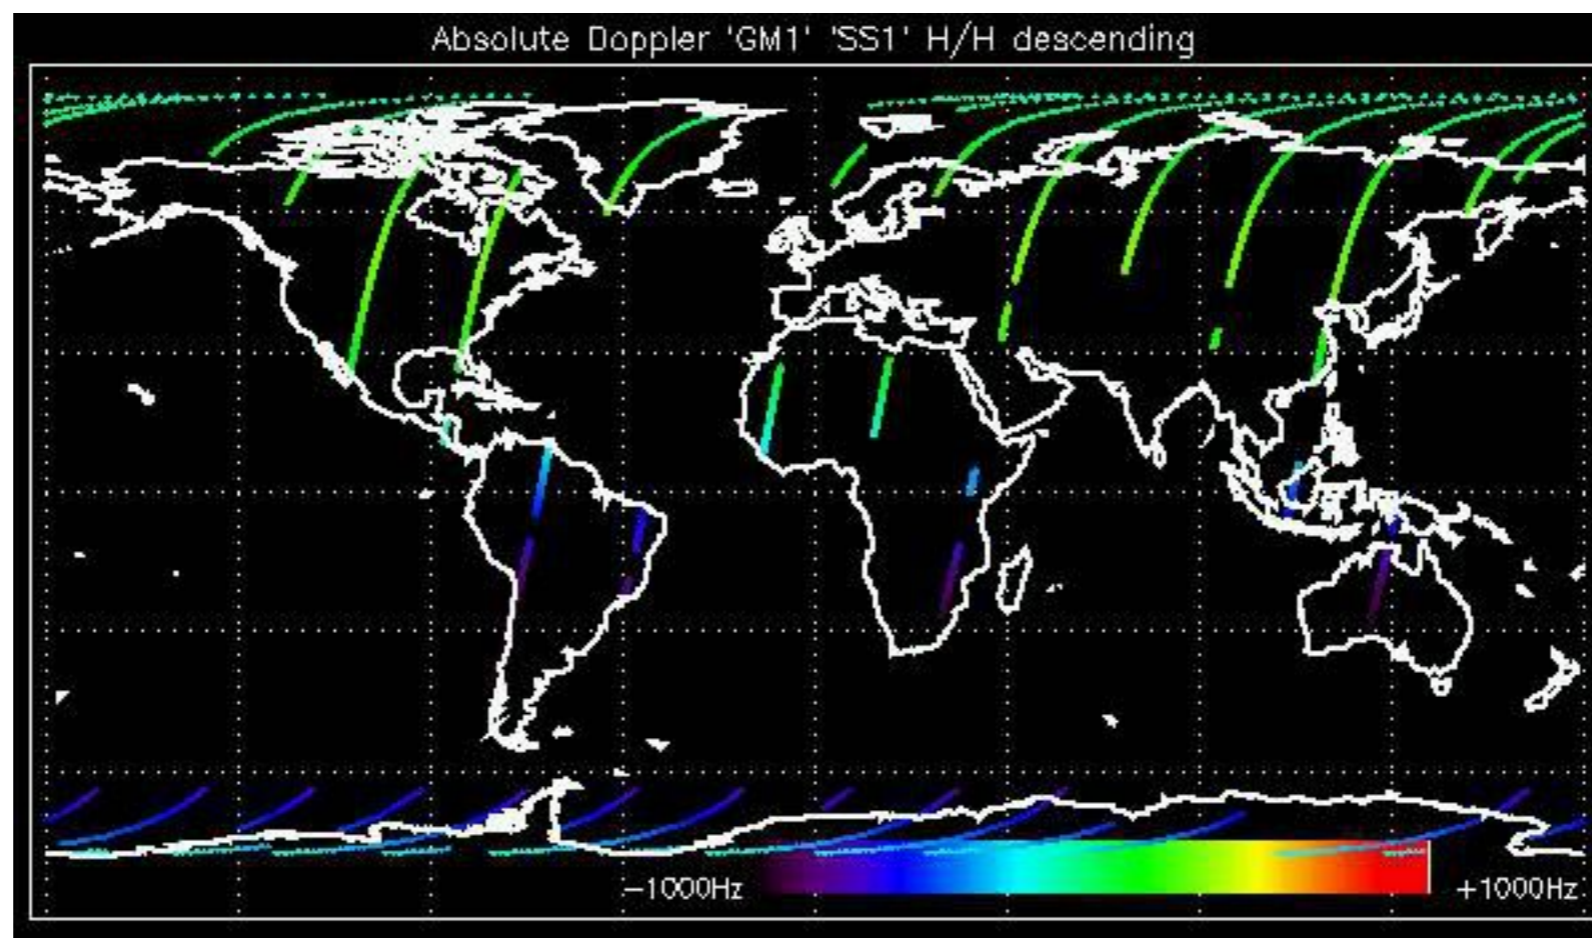 Absolute Doppler 'GM1' 'SS1' H/H descending
-1000Hz +1000Hz